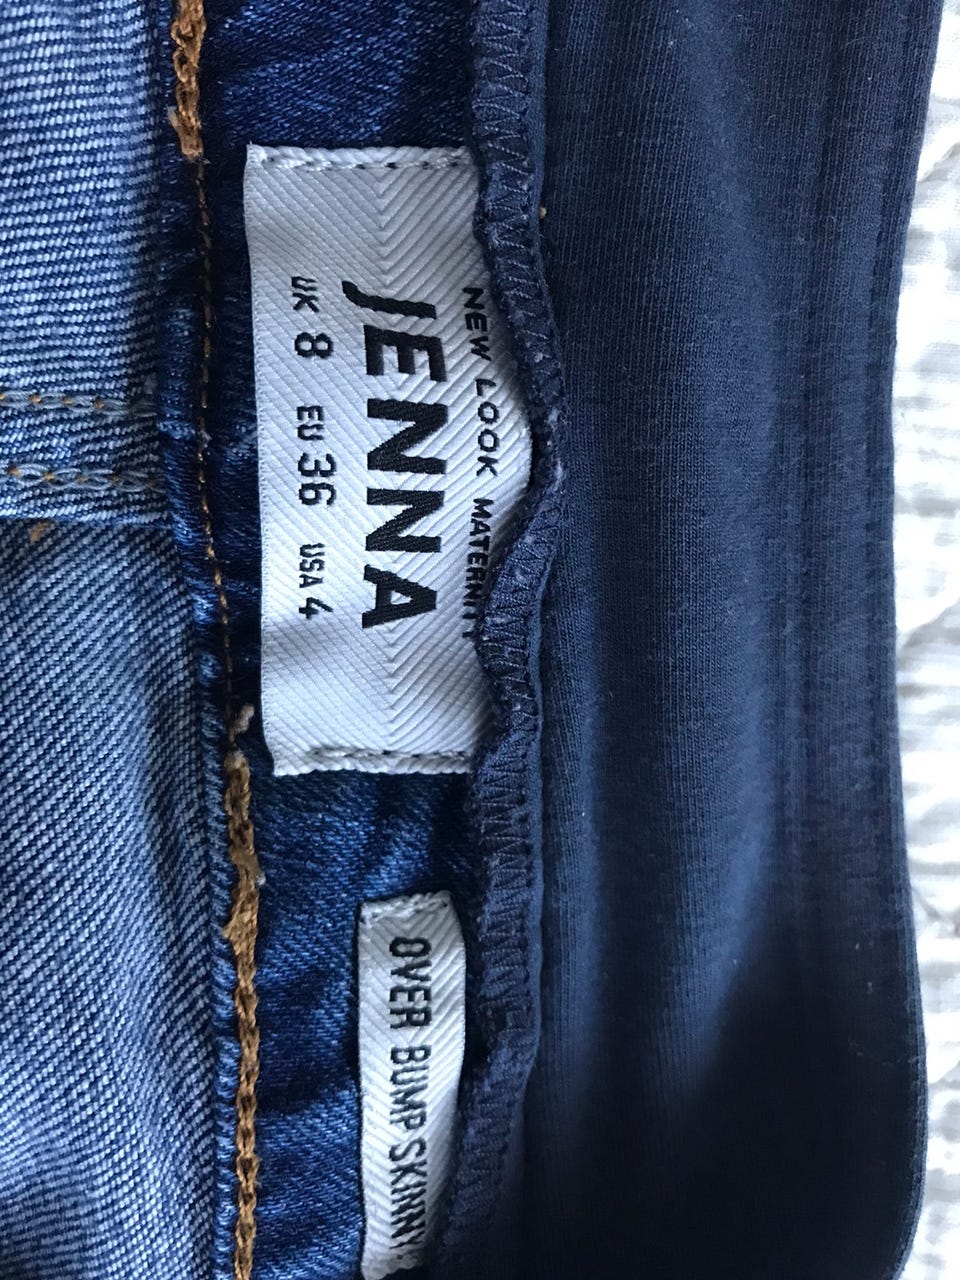 NEW LOOK MATERNITY
JENNA
UK 8 EU 36 USA 4
OVER BUMP SKINNY